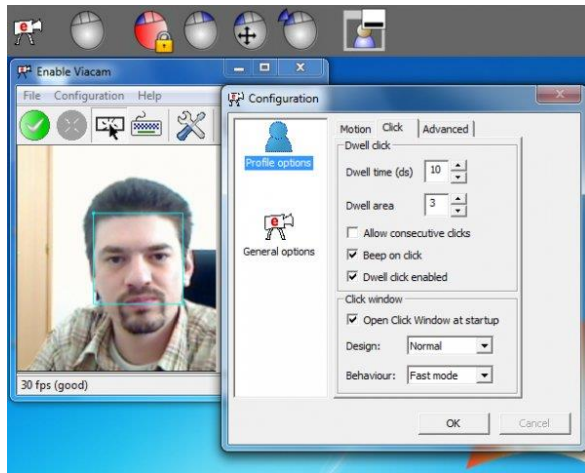 e
Enable Viacam
File Configuration Help
30 fps (good)
Configuration
Profile options
e
General options
Motion Click Advanced
Dwell click
Dwell time (ds) 10
Dwell area 3
Allow consecutive clicks
Beep on click
Dwell click enabled
Click window
Open Click Window at startup
Design: Normal
Behaviour: Fast mode
OK Cancel